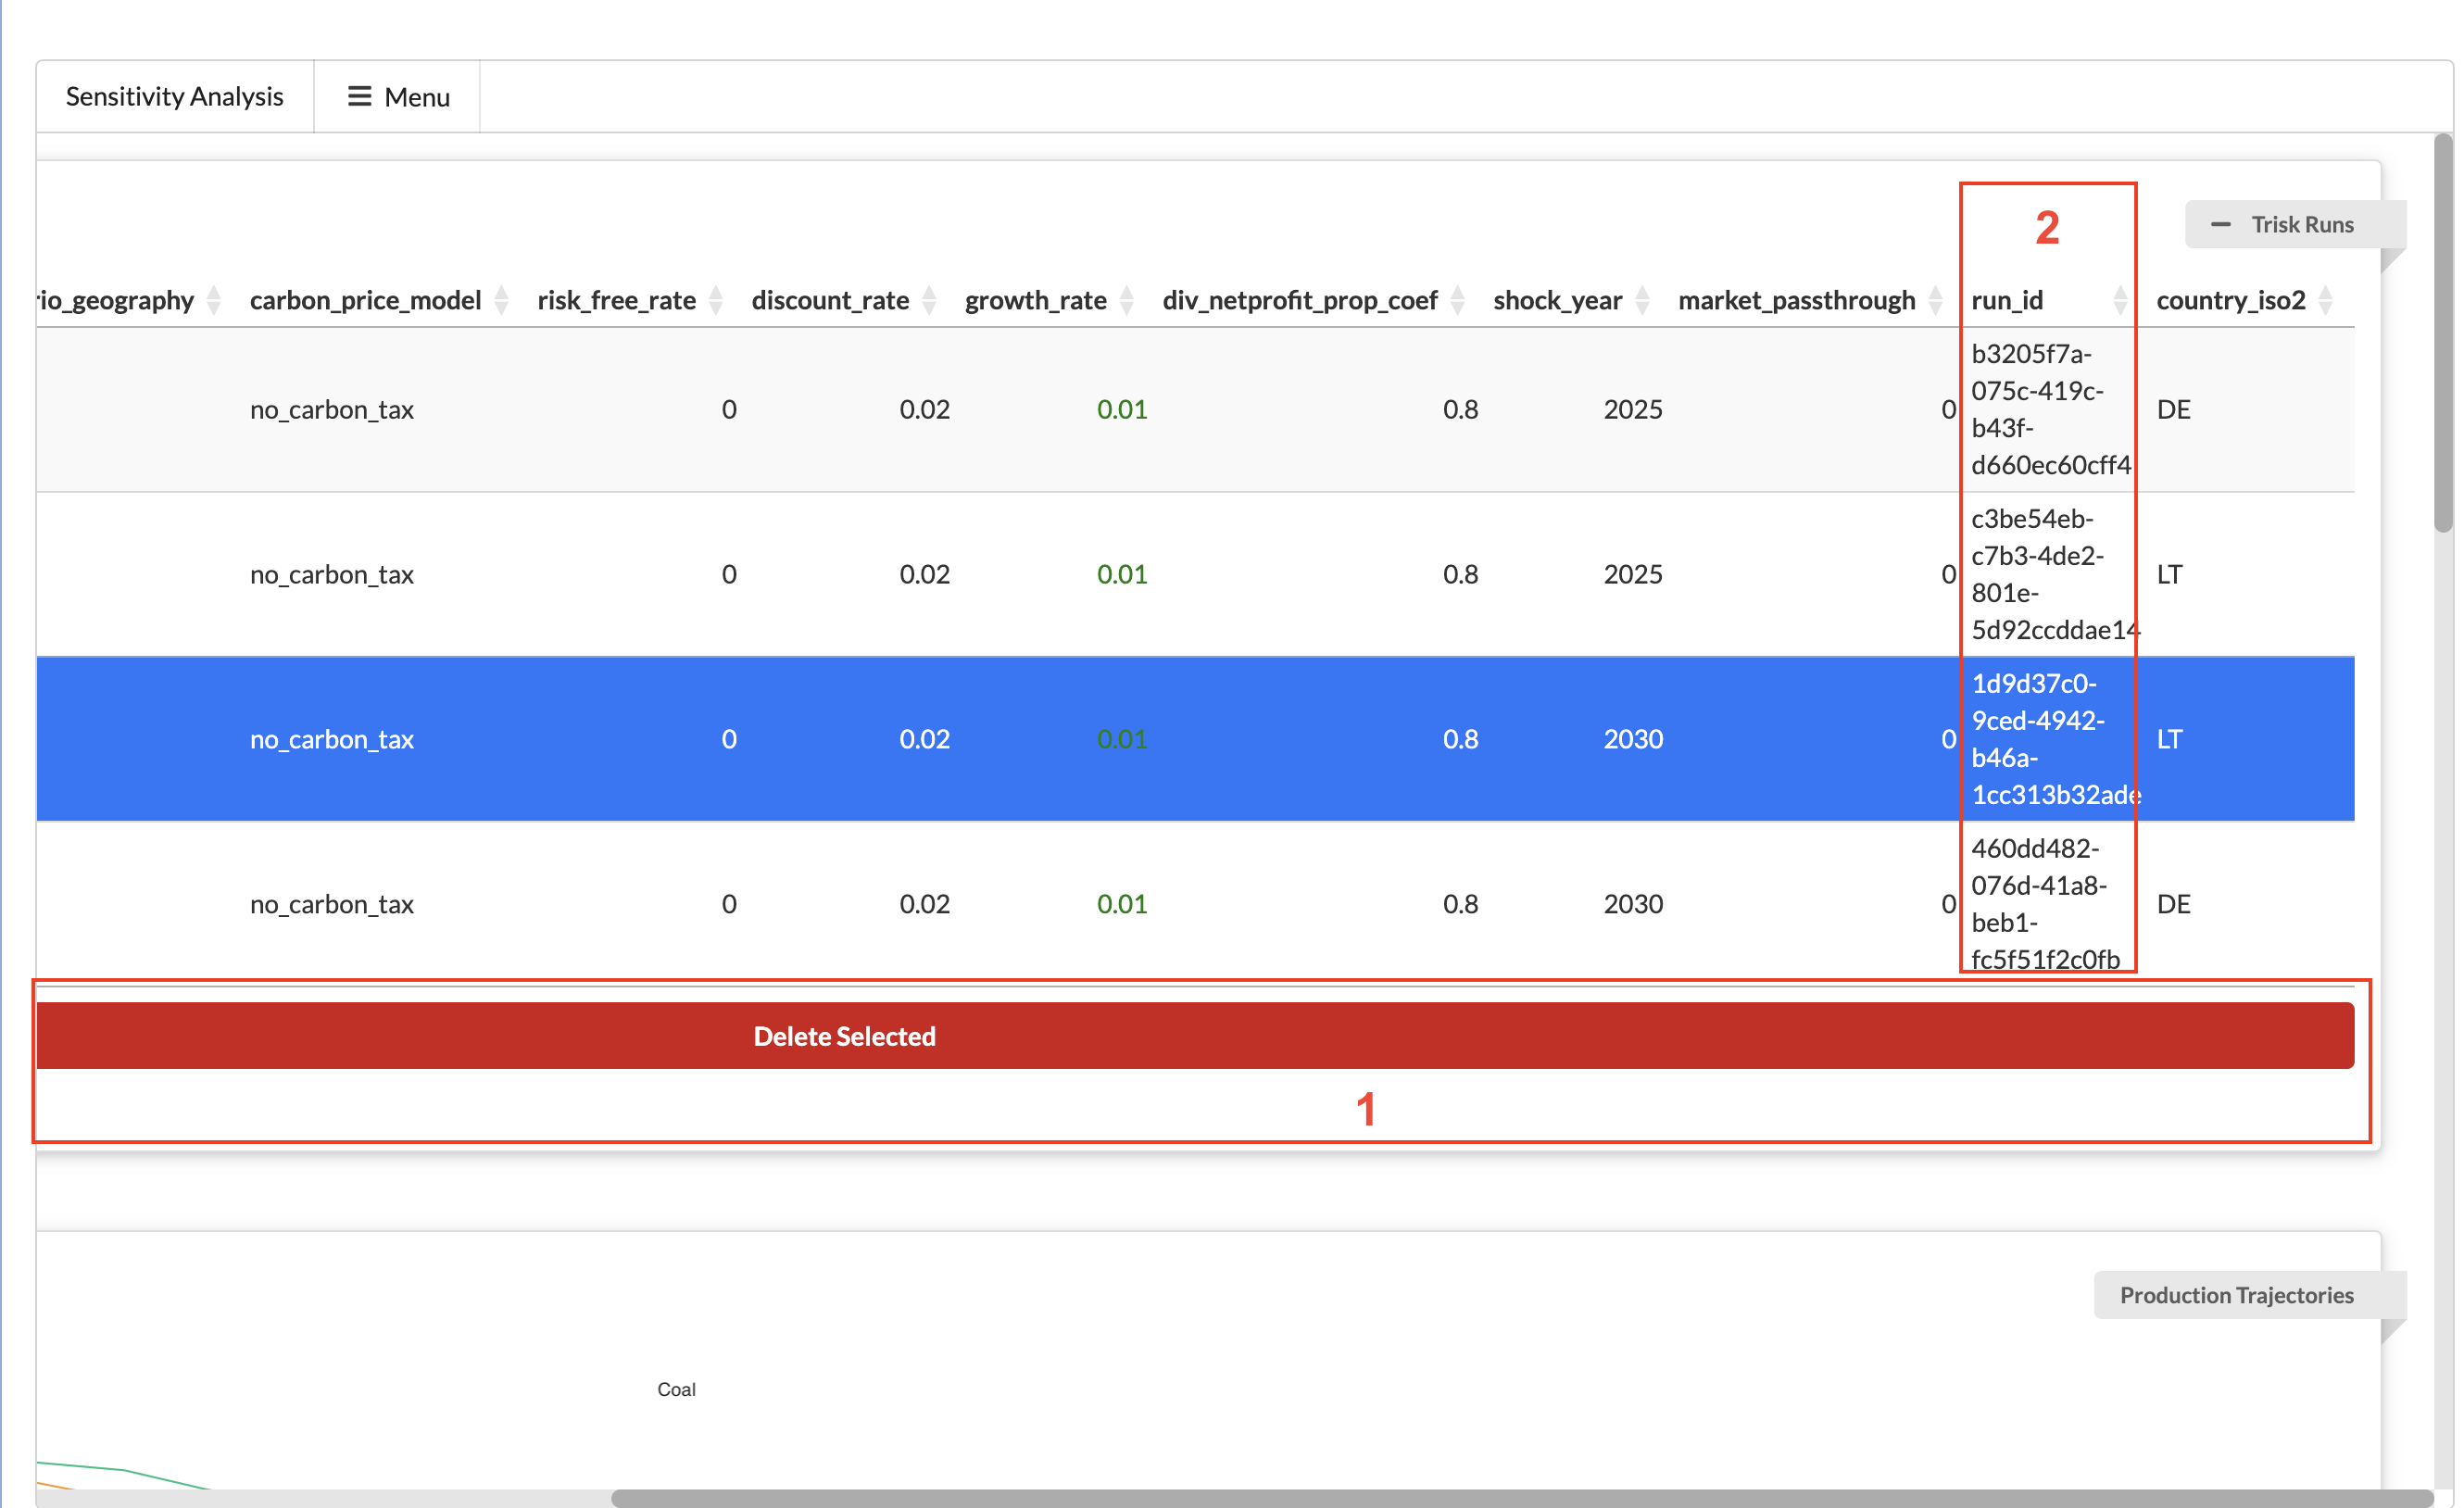 Sensitivity Analysis
Menu
2
Trisk Runs
rio_geography carbon_price_model risk_free_rate discount_rate growth_rate div_netprofit_prop_coef shock_year market_passthrough run_id country_iso2
b3205f7a-
075c-419c-
no_carbon_tax 0 0.02 0.01 0.8 2025 0 DE
b43f-
d660ec60cff4
c3be54eb-
c7b3-4de2-
no_carbon_tax 0 0.02 0.01 0.8 2025 0 LT
801e-
5d92ccddae14
1d9d37c0-
9ced-4942-
no_carbon_tax 0 0.02 0.01 0.8 2030 0 LT
b46a-
1cc313b32ade
460dd482-
076d-41a8-
no_carbon_tax 0 0.02 0.01 0.8 2030 0 DE
beb1-
fc5f51f2c0fb
Delete Selected
1
Production Trajectories
Coal